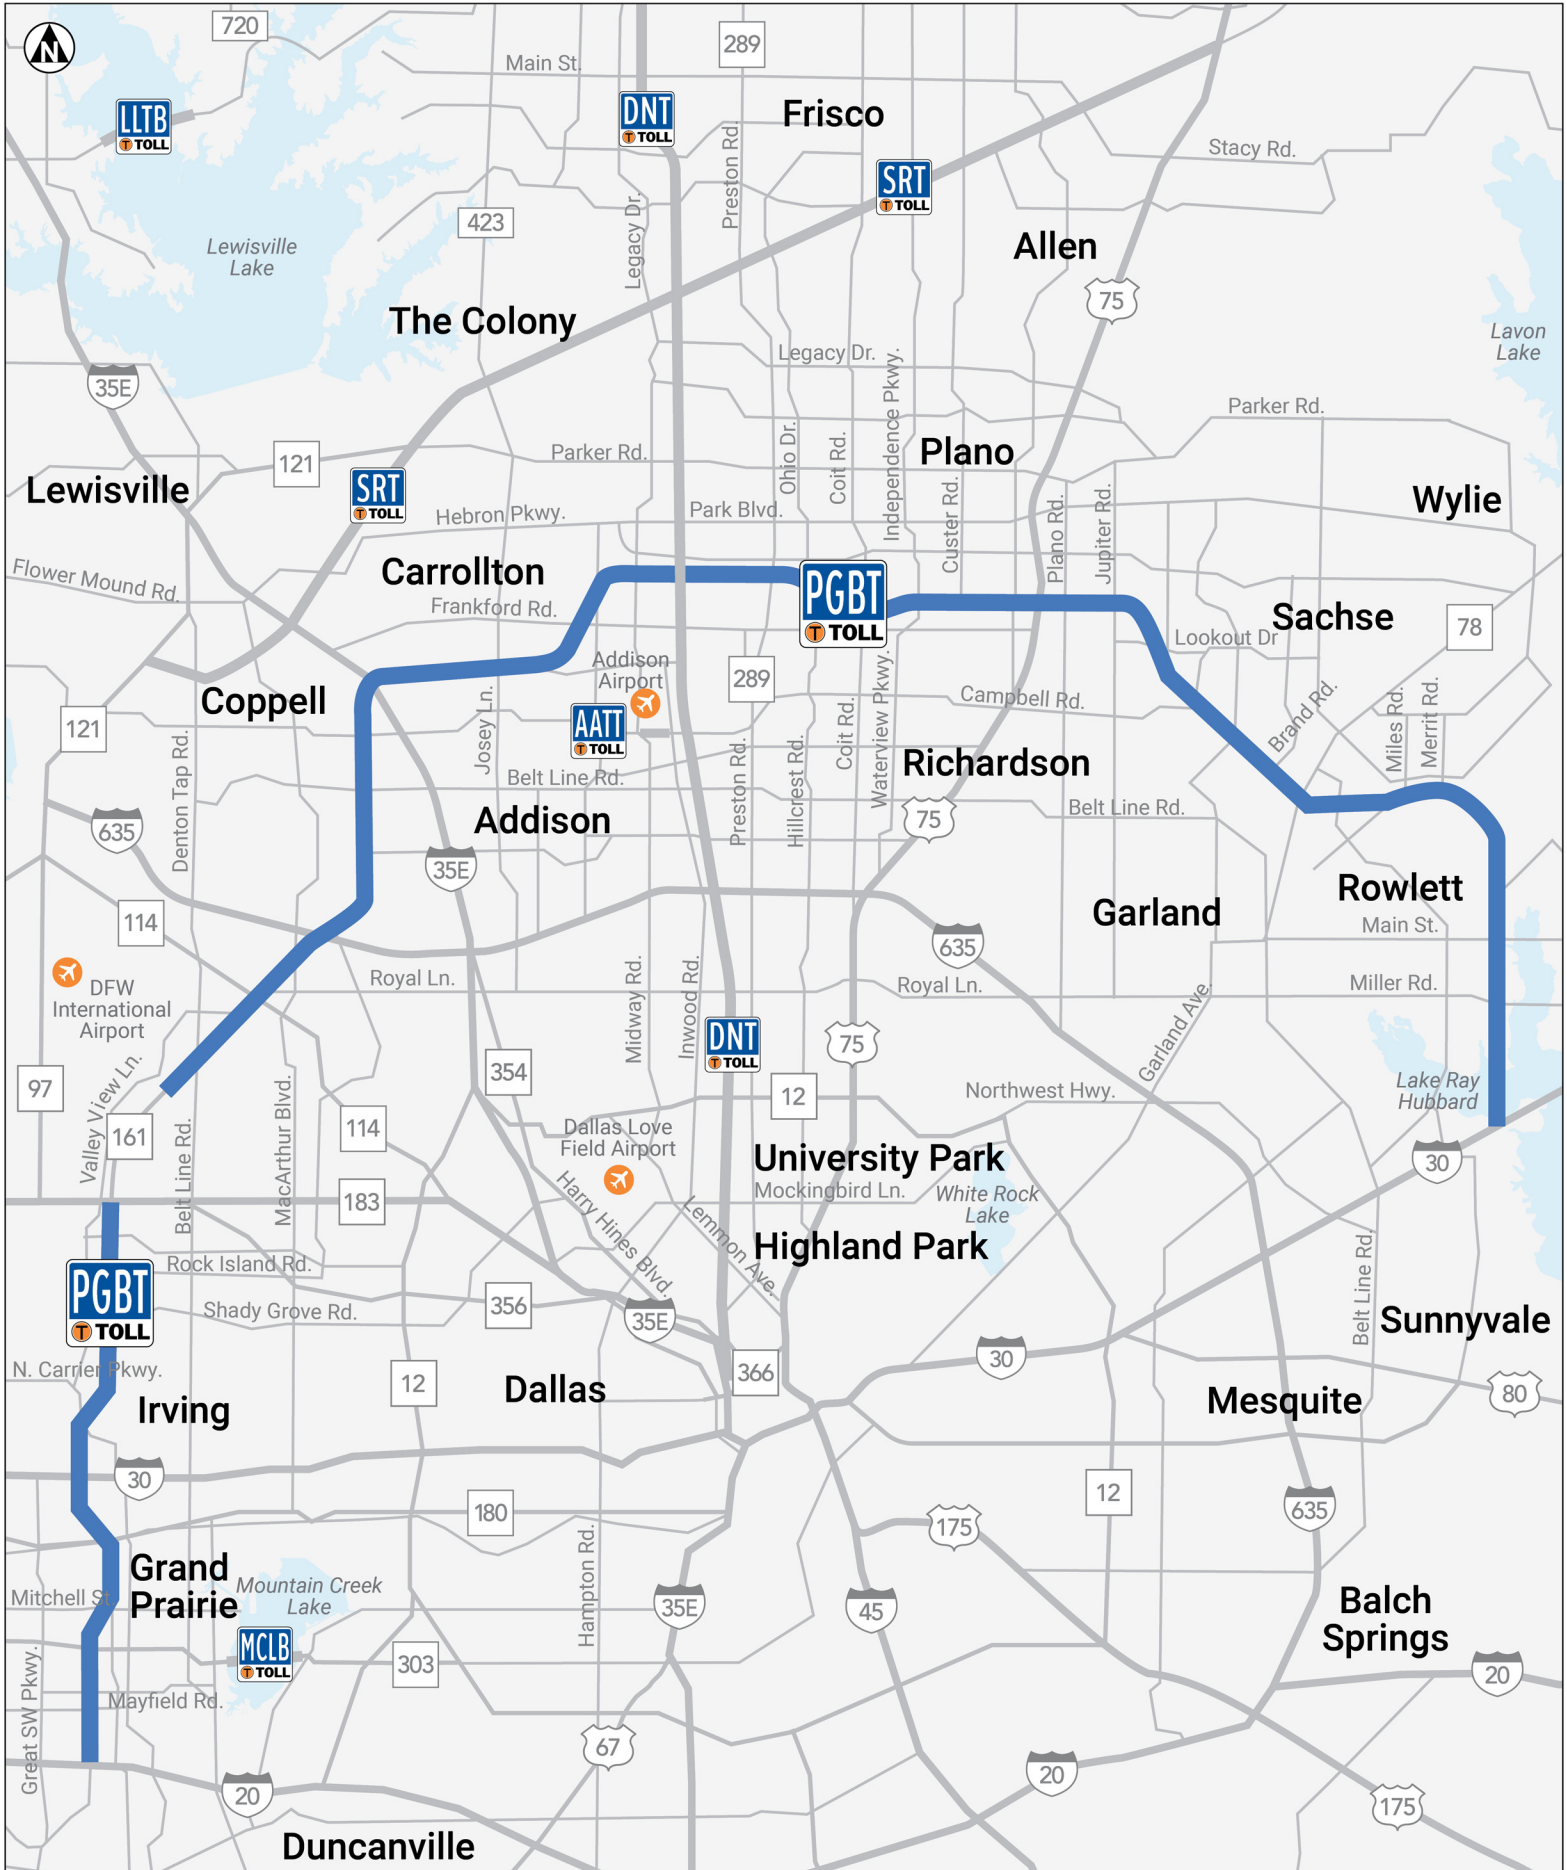 N
720
Main St.
289
LLTB
TOLL
DNT
TOLL
Frisco
Preston Rd.
Stacy Rd.
SRT
TOLL
423
Legacy Dr.
Lewisville
Lake
Allen
75
The Colony
Lavon
Lake
Legacy Dr.
35E
Independence Pkwy.
Parker Rd.
Ohio Dr.
Coit Rd.
Parker Rd.
Plano
121
Lewisville
SRT
TOLL
Wylie
Hebron Pkwy.
Park Blvd.
Custer Rd.
Plano Rd.
Jupiter Rd.
Flower Mound Rd.
Carrollton
Frankford Rd.
PGBT
TOLL
Sachse
78
Lookout Dr
Addison
Airport
289
Coppell
Josey Ln.
AATT
TOLL
Coit Rd.
Waterview Pkwy.
Campbell Rd.
Brand Rd.
Miles Rd.
Merrit Rd.
121
Denton Tap Rd.
Belt Line Rd.
Preston Rd.
Hillcrest Rd.
Richardson
75
Belt Line Rd.
635
Addison
35E
Rowlett
114
Garland
Main St.
635
DFW
International
Airport
Royal Ln.
Midway Rd.
Inwood Rd.
Royal Ln.
Miller Rd.
Garland Ave.
DNT
TOLL
75
97
Valley View Ln.
354
12
Northwest Hwy.
Lake Ray
Hubbard
161
Belt Line Rd.
MacArthur Blvd.
114
Dallas Love
Field Airport
University Park
30
183
Mockingbird Ln.
White Rock
Lake
Harry Hines Blvd.
Lemmon Ave.
Highland Park
Belt Line Rd.
Rock Island Rd.
PGBT
TOLL
Shady Grove Rd.
356
35E
Sunnyvale
N. Carrier Pkwy.
12
Dallas
366
30
80
Irving
Mesquite
30
180
12
635
175
Hampton Rd.
Grand
Prairie
Mountain Creek
Lake
Mitchell St.
35E
45
Balch
Springs
MCLB
TOLL
303
20
Great SW Pkwy.
Mayfield Rd.
67
20
20
175
Duncanville